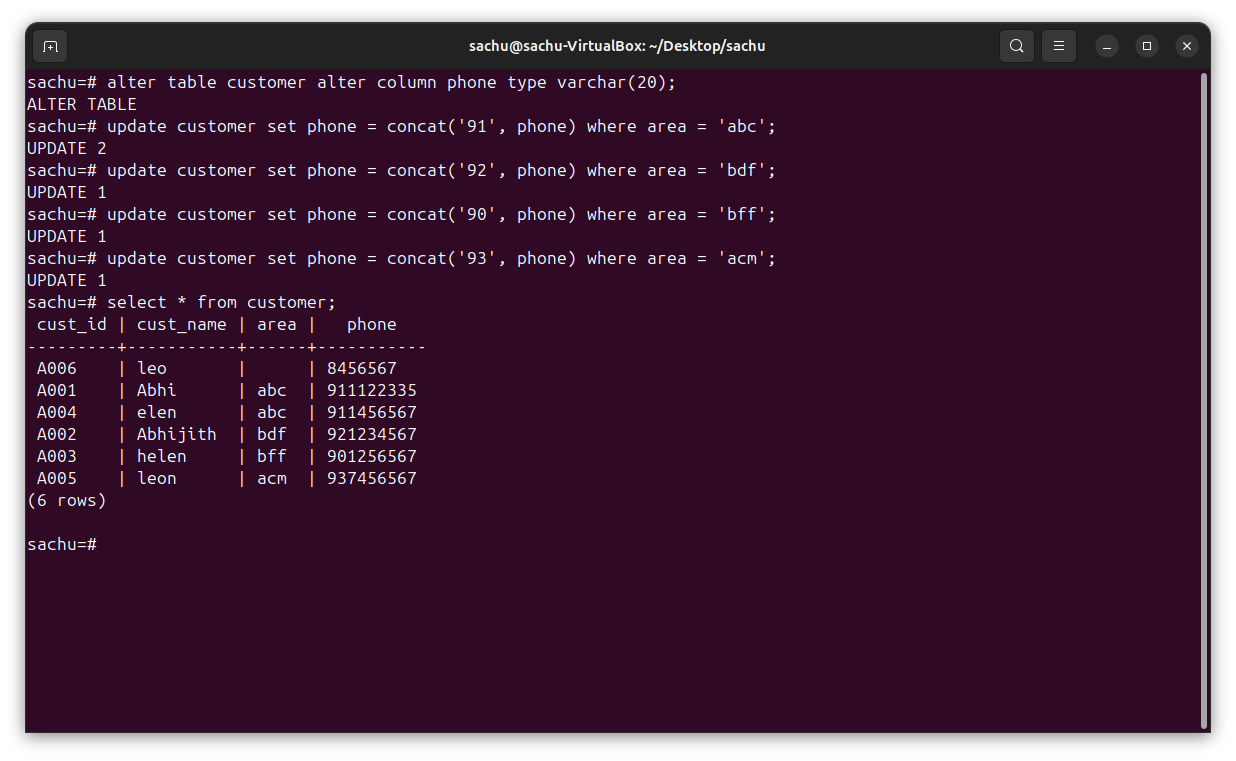 sachu@sachu-VirtualBox: ~/Desktop/sachu
sachu=# alter table customer alter column phone type varchar(20);
ALTER TABLE
sachu=# update customer set phone = concat('91', phone) where area = 'abc';
UPDATE 2
sachu=# update customer set phone = concat('92', phone) where area = 'bdf';
UPDATE 1
sachu=# update customer set phone = concat('90', phone) where area = 'bff';
UPDATE 1
sachu=# update customer set phone = concat('93', phone) where area = 'acm';
UPDATE 1
sachu=# select * from customer;
 cust_id | cust_name | area |   phone
---------+-----------+------+-----------
 A006    | leo       |      | 8456567
 A001    | Abhi      | abc  | 911122335
 A004    | elen      | abc  | 911456567
 A002    | Abhijith  | bdf  | 921234567
 A003    | helen     | bff  | 901256567
 A005    | leon      | acm  | 937456567
(6 rows)
sachu=#